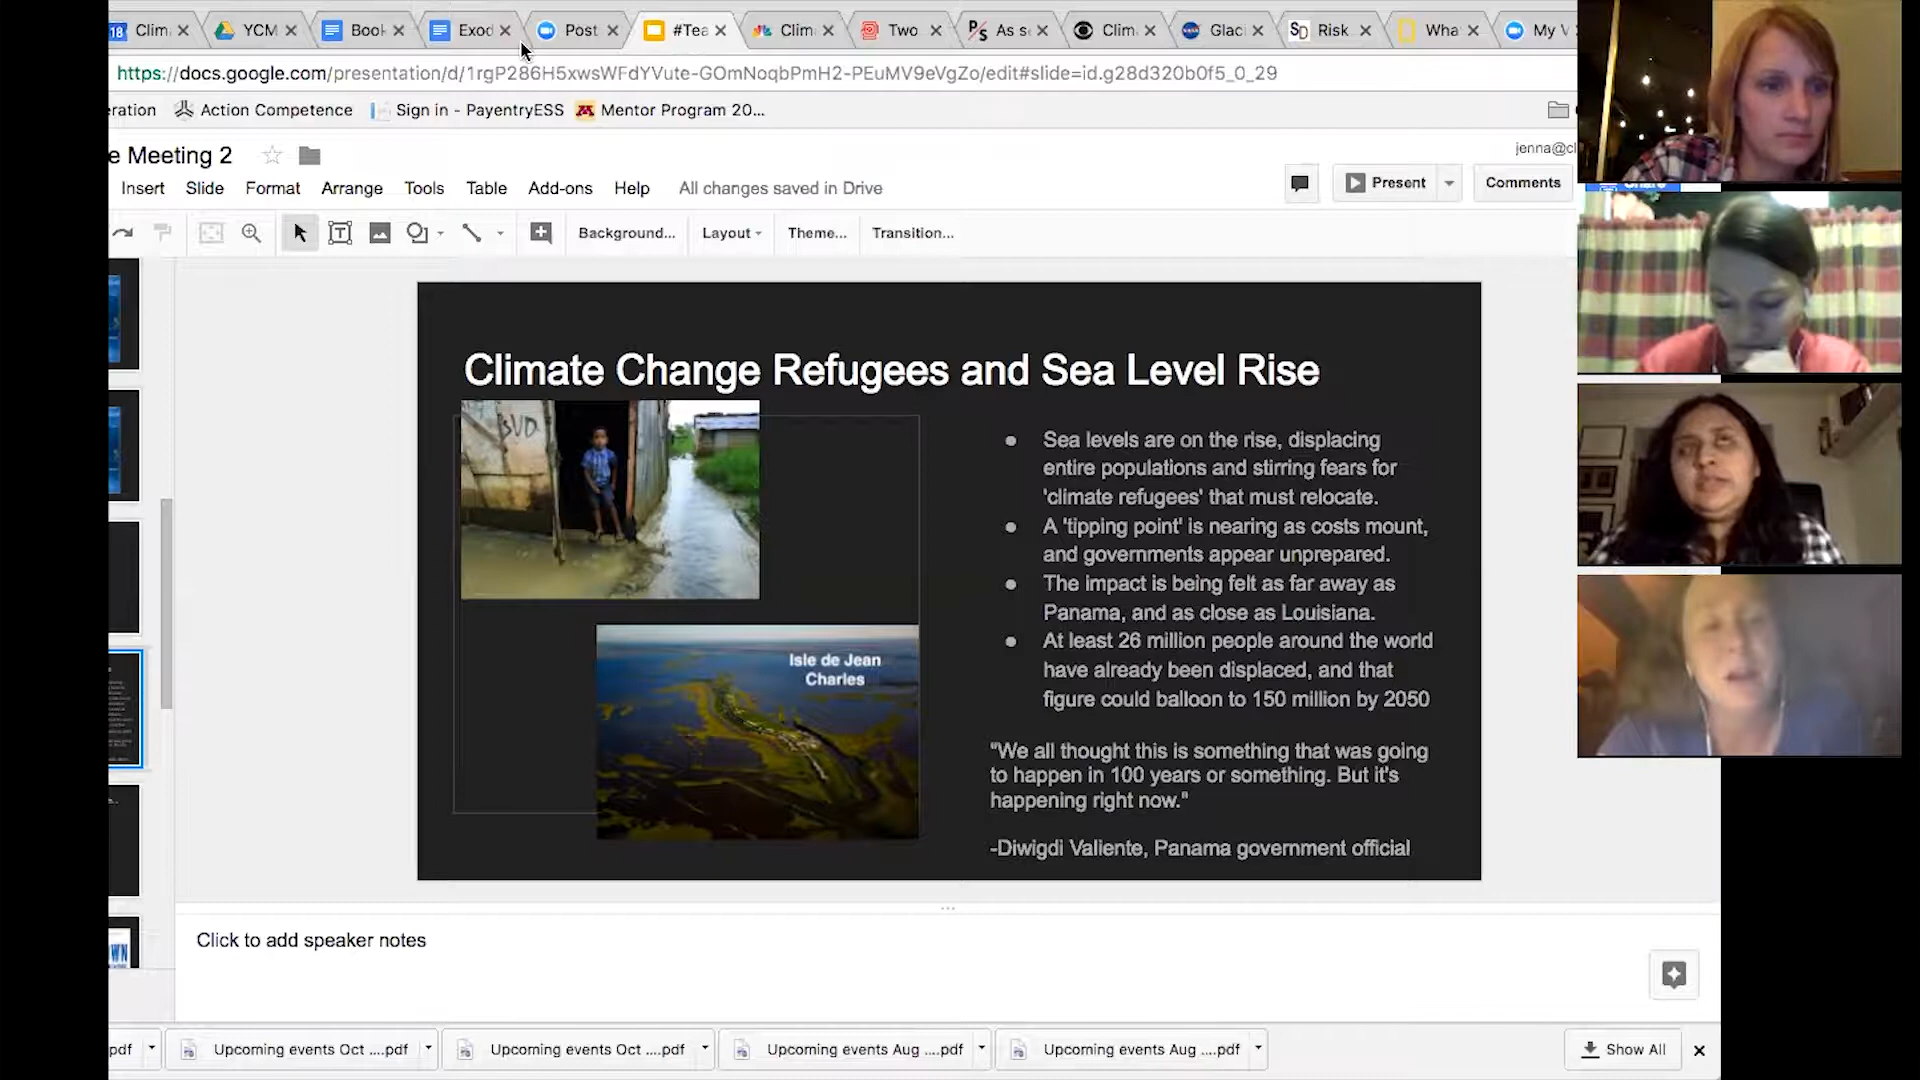 18 Clim
YCM
Book
Exod
Post
#Tea
Clim
Two
P/S As s
Clim
Glac
SD Risk
Wha
My V
https://docs.google.com/presentation/d/1rgP286H5xwsWFdYVute-GOmNoqbPmH2-PEuMV9eVgZo/edit#slide=id.g28d320b0f5_0_29
eration Action Competence Sign in - PayentryESS Mentor Program 20...
e Meeting 2
jenna@cl
Insert Slide Format Arrange Tools Table Add-ons Help All changes saved in Drive
Present Comments
Background... Layout Theme... Transition...
Climate Change Refugees and Sea Level Rise
Isle de Jean
Charles
● Sea levels are on the rise, displacing
entire populations and stirring fears for
'climate refugees' that must relocate.
● A 'tipping point' is nearing as costs mount,
and governments appear unprepared.
● The impact is being felt as far away as
Panama, and as close as Louisiana.
● At least 26 million people around the world
have already been displaced, and that
figure could balloon to 150 million by 2050
"We all thought this is something that was going
to happen in 100 years or something. But it's
happening right now."
-Diwigdi Valiente, Panama government official
OWN
Click to add speaker notes
pdf
Upcoming events Oct ....pdf
Upcoming events Oct ....pdf
Upcoming events Aug ....pdf
Upcoming events Aug ....pdf
Show All